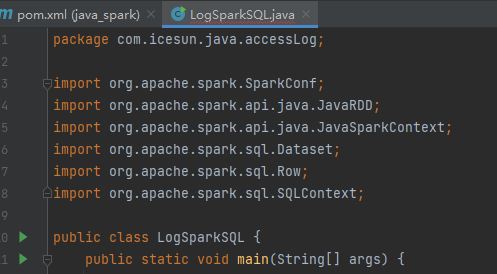 pom.xml (java_spark)
LogSparkSQL.java
1 package com.icesun.java.accessLog;
2
3 import org.apache.spark.SparkConf;
4 import org.apache.spark.api.java.JavaRDD;
5 import org.apache.spark.api.java.JavaSparkContext;
6 import org.apache.spark.sql.Dataset;
7 import org.apache.spark.sql.Row;
8 import org.apache.spark.sql.SQLContext;
9
0 public class LogSparkSQL {
1 public static void main(String[] args) {